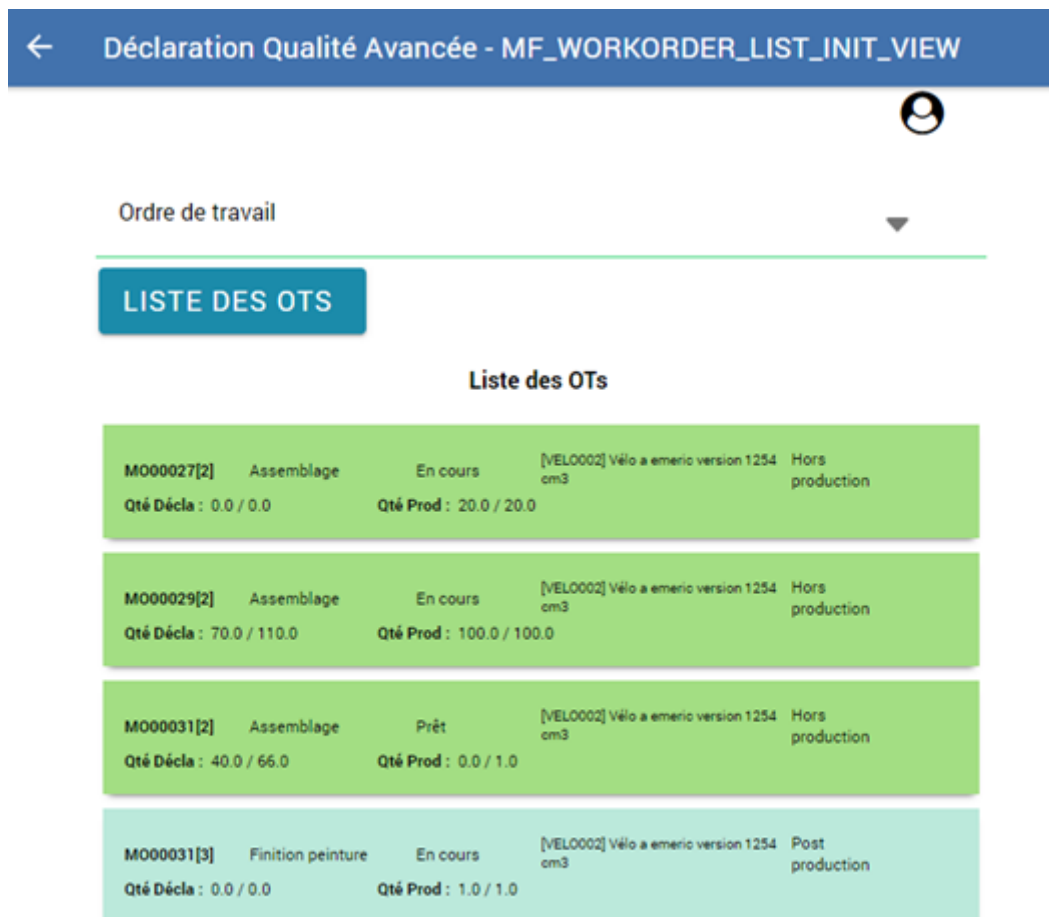 Déclaration Qualité Avancée - MF_WORKORDER_LIST_INIT_VIEW
Ordre de travail
LISTE DES OTS
Liste des OTs
MO00027[2] Assemblage En cours [VELO002] Vélo a emeric version 1254 cm3 Hors production
Qté Décla : 0.0 / 0.0 Qté Prod : 20.0 / 20.0
MO00029[2] Assemblage En cours [VELO002] Vélo a emeric version 1254 cm3 Hors production
Qté Décla : 70.0 / 110.0 Qté Prod : 100.0 / 100.0
MO00031[2] Assemblage Prêt [VELO002] Vélo a emeric version 1254 cm3 Hors production
Qté Décla : 40.0 / 66.0 Qté Prod : 0.0 / 1.0
MO00031[3] Finition peinture En cours [VELO002] Vélo a emeric version 1254 cm3 Post production
Qté Décla : 0.0 / 0.0 Qté Prod : 1.0 / 1.0